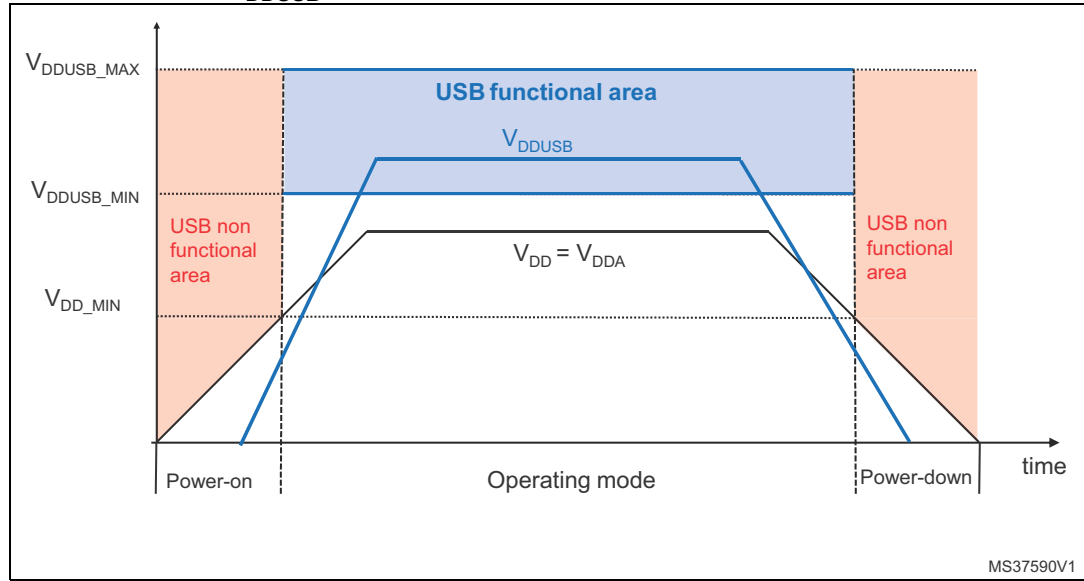 DDUSB
VDDUSB_MAX
USB functional area
VDDUSB
VDDUSB_MIN
USB non
functional
area
USB non
functional
area
VDD = VDDA
VDD_MIN
time
Power-on
Operating mode
Power-down
MS37590V1